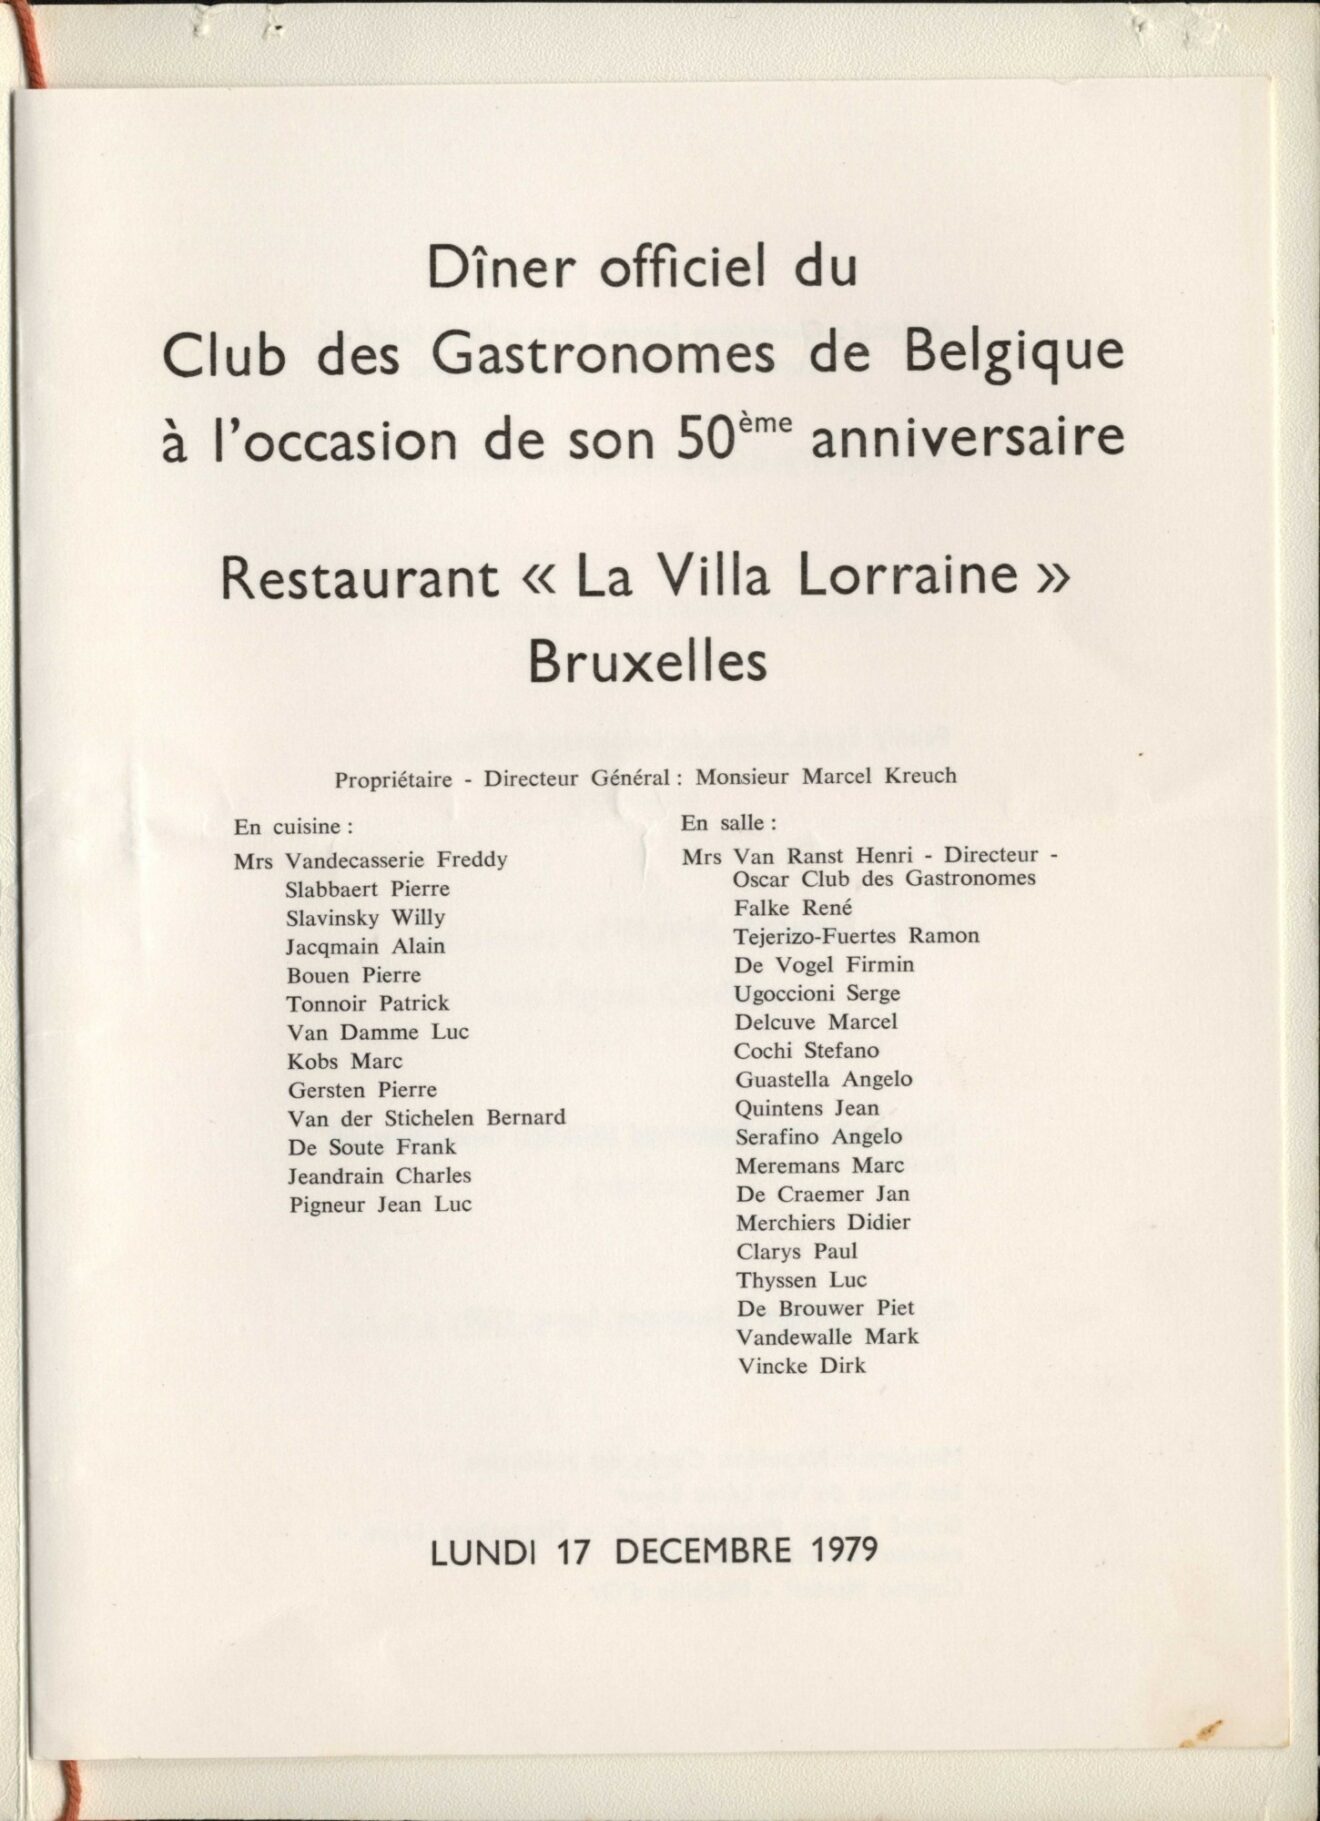 Dîner officiel du
Club des Gastronomes de Belgique
à l'occasion de son 50ème anniversaire
Restaurant « La Villa Lorraine »
Bruxelles
Propriétaire - Directeur Général : Monsieur Marcel Kreuch
En cuisine :
Mrs Vandecasserie Freddy
Slabbaert Pierre
Slavinsky Willy
Jacqmain Alain
Bouen Pierre
Tonnoir Patrick
Van Damme Luc
Kobs Marc
Gersten Pierre
Van der Stichelen Bernard
De Soute Frank
Jeandrain Charles
Pigneur Jean Luc
En salle :
Mrs Van Ranst Henri - Directeur -
Oscar Club des Gastronomes
Falke René
Tejerizo-Fuertes Ramon
De Vogel Firmin
Ugoccioni Serge
Delcuve Marcel
Cochi Stefano
Guastella Angelo
Quintens Jean
Serafino Angelo
Meremans Marc
De Craemer Jan
Merchiers Didier
Clarys Paul
Thyssen Luc
De Brouwer Piet
Vandewalle Mark
Vincke Dirk
LUNDI 17 DECEMBRE 1979